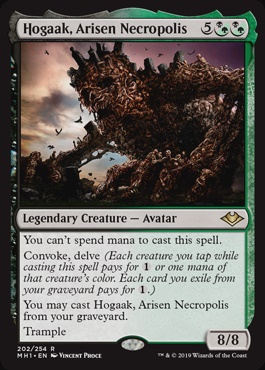 Hogaak, Arisen Necropolis 5
Legendary Creature — Avatar
You can't spend mana to cast this spell.
Convoke, delve (Each creature you tap while
casting this spell pays for 1 or one mana of
that creature's color. Each card you exile from
your graveyard pays for 1.)
You may cast Hogaak, Arisen Necropolis
from your graveyard.
Trample
8/8
202/254 R
MH1 • EN VINCENT PROCE
™ & © 2019 Wizards of the Coast